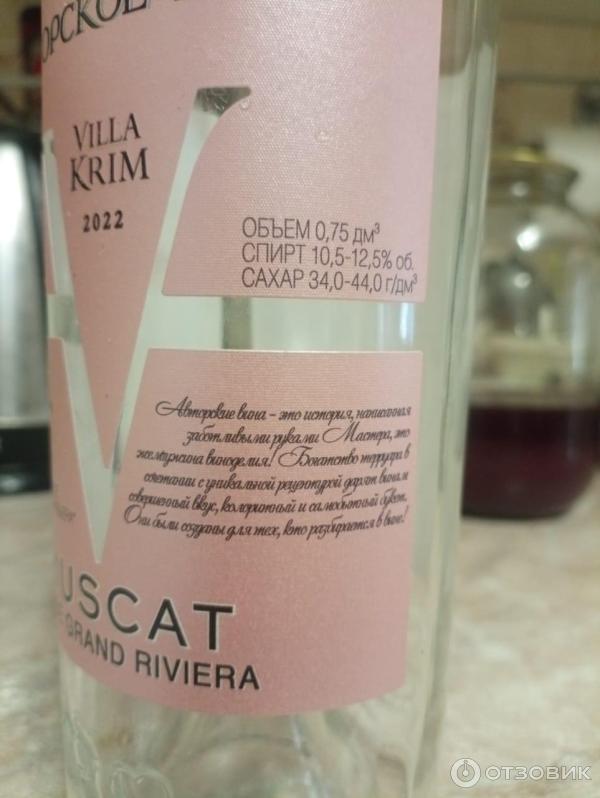 ОРСКОЕ
VILLA
KRIM
2022
ОБЪЕМ 0,75 дм³
СПИРТ 10,5-12,5% об.
САХАР 34,0-44,0 г/дм³
Авторские вина – это история, написанная
заботливыми руками Мастера, это
жемчужина виноделия! Богатство терруара в
сочетании с уникальной рецептурой дарят винам
совершенный вкус, колоритный и самобытный букет.
Они были созданы для тех, кто разбирается в вине!
USCAT
GRAND RIVIERA
ОТЗОВИК